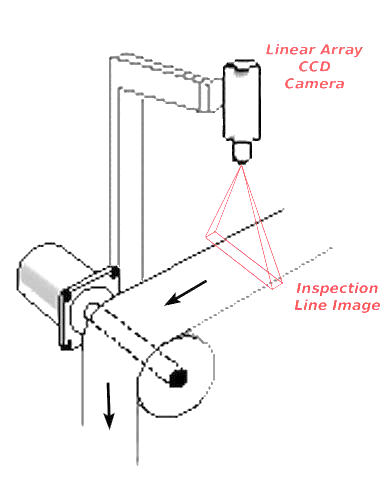 Linear Array
CCD
Camera
Inspection
Line Image